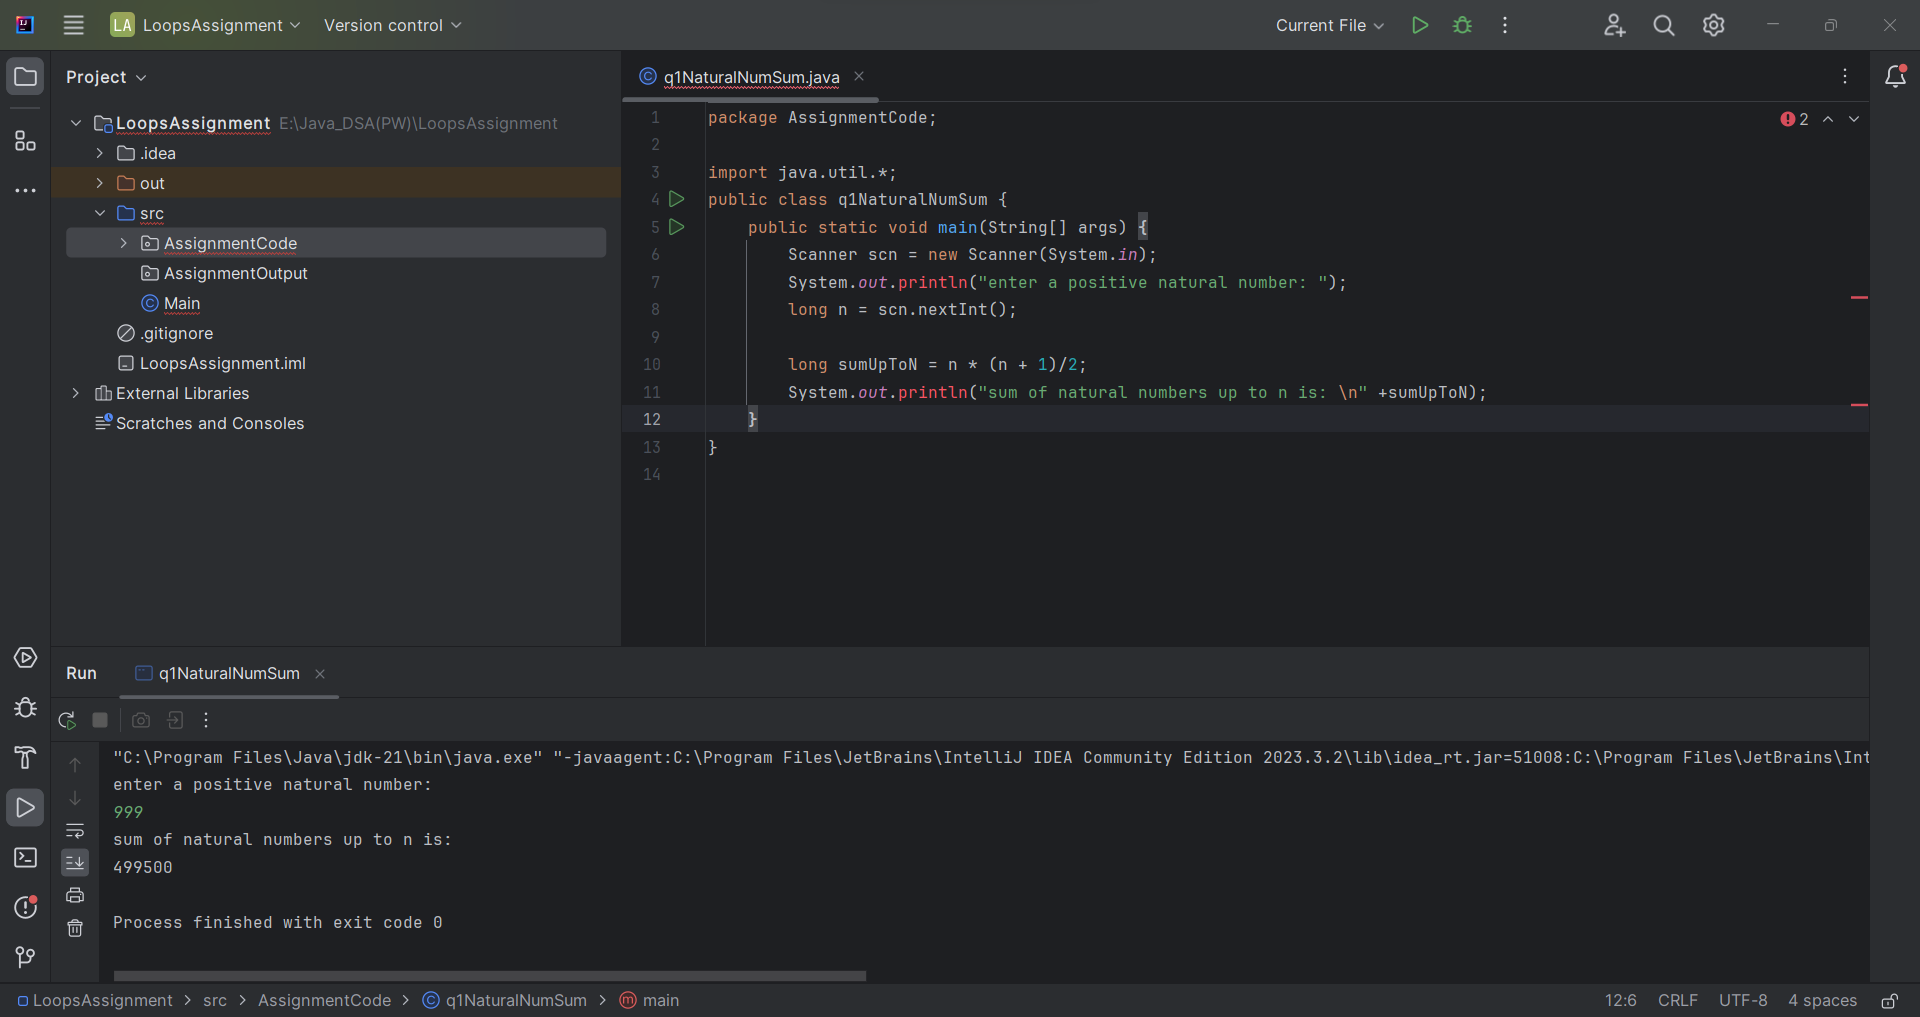 LA LoopsAssignment Version control Current File
Project
q1NaturalNumSum.java
LoopsAssignment E:\Java_DSA(PW)\LoopsAssignment
.idea
out
src
AssignmentCode
AssignmentOutput
Main
.gitignore
LoopsAssignment.iml
External Libraries
Scratches and Consoles
2
1 package AssignmentCode;
2
3 import java.util.*;
4 public class q1NaturalNumSum {
5 public static void main(String[] args) {
6 Scanner scn = new Scanner(System.in);
7 System.out.println("enter a positive natural number: ");
8 long n = scn.nextInt();
9
10 long sumUpToN = n * (n + 1)/2;
11 System.out.println("sum of natural numbers up to n is: \n" +sumUpToN);
12 }
13 }
14
Run q1NaturalNumSum
"C:\Program Files\Java\jdk-21\bin\java.exe" "-javaagent:C:\Program Files\JetBrains\IntelliJ IDEA Community Edition 2023.3.2\lib\idea_rt.jar=51008:C:\Program Files\JetBrains\Int
enter a positive natural number:
999
sum of natural numbers up to n is:
499500
Process finished with exit code 0
LoopsAssignment > src > AssignmentCode > q1NaturalNumSum > main 12:6 CRLF UTF-8 4 spaces